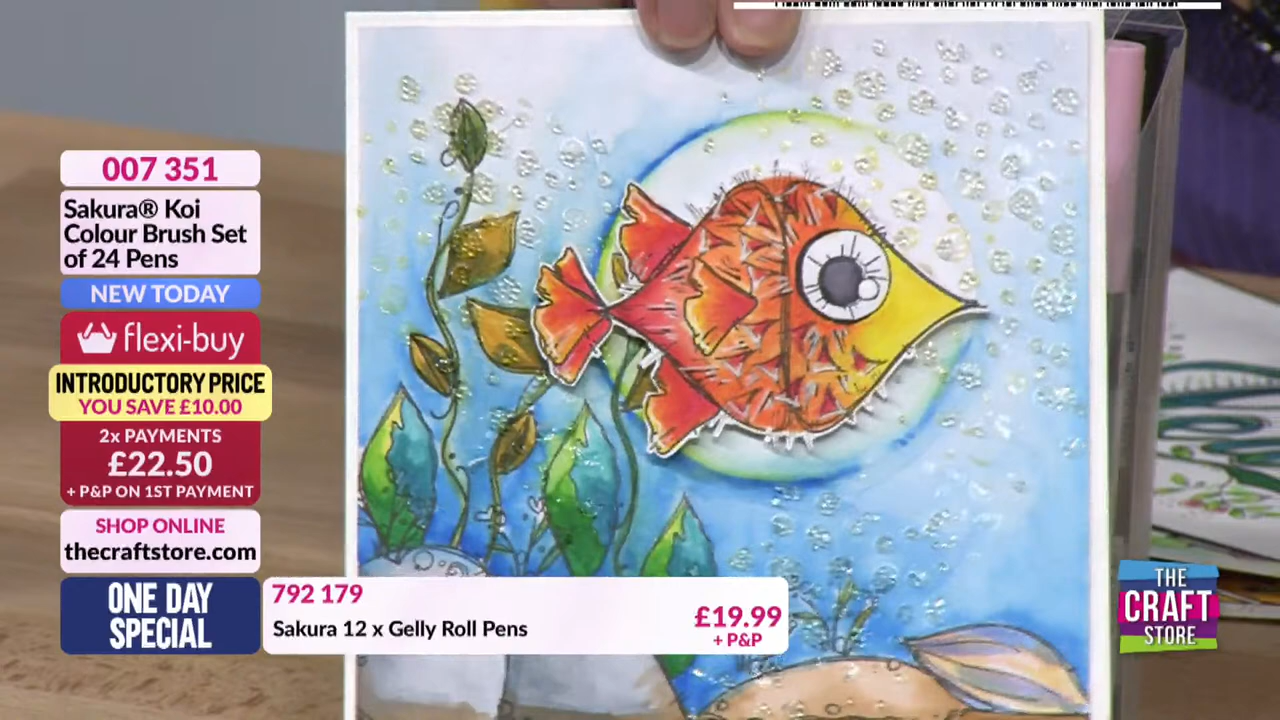 007 351
Sakura® Koi
Colour Brush Set
of 24 Pens
NEW TODAY
flexi-buy
INTRODUCTORY PRICE
YOU SAVE £10.00
2x PAYMENTS
£22.50
+ P&P ON 1ST PAYMENT
SHOP ONLINE
thecraftstore.com
ONE DAY
SPECIAL
792 179
Sakura 12 x Gelly Roll Pens
£19.99
+ P&P
THE
CRAFT
STORE